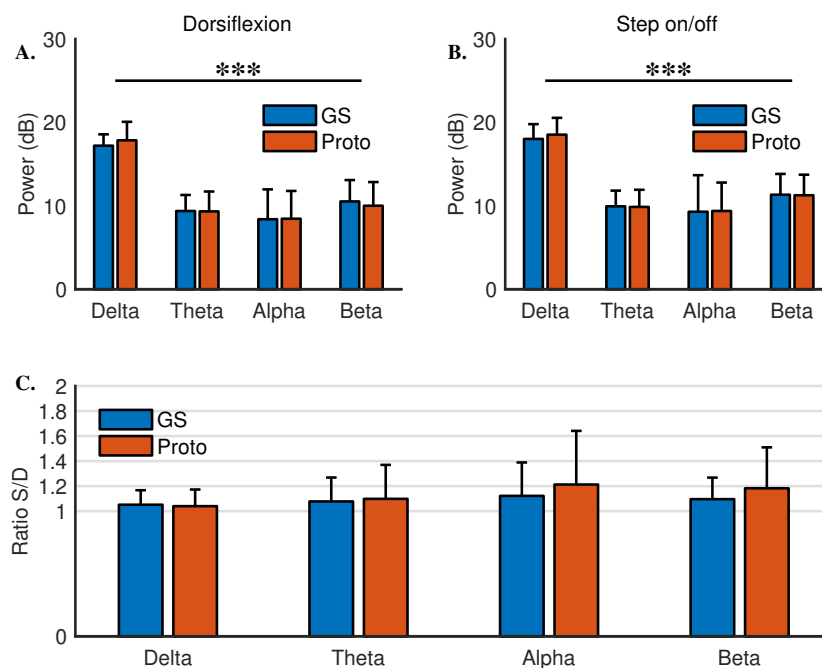 Dorsiflexion
A.
30
20
10
0
Power (dB)
***
GS
Proto
Delta Theta Alpha Beta
Step on/off
B.
30
20
10
0
Power (dB)
***
GS
Proto
Delta Theta Alpha Beta
C.
2
1.8
1.6
1.4
1.2
1
0
Ratio S/D
GS
Proto
Delta Theta Alpha Beta